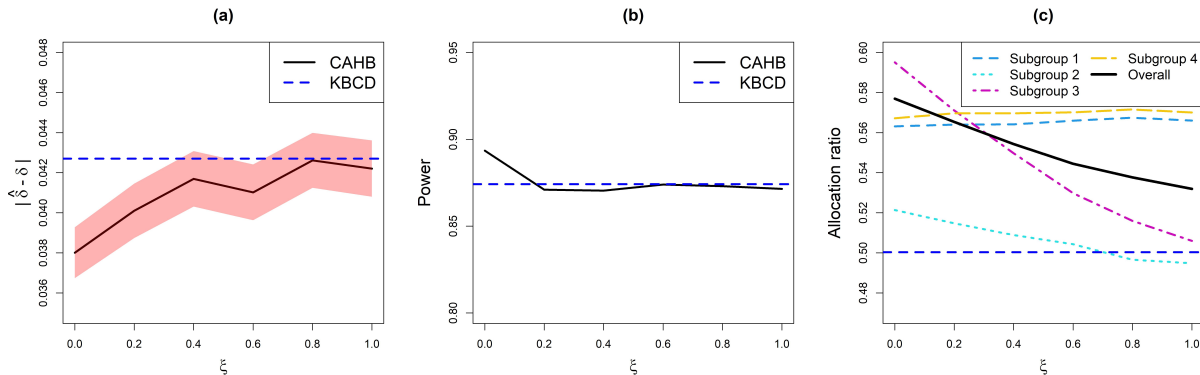 (a)
CAHB
KBCD
| δ̂ - δ |
0.036 0.038 0.040 0.042 0.044 0.046 0.048
0.0 0.2 0.4 0.6 0.8 1.0
ξ
(b)
CAHB
KBCD
Power
0.80 0.85 0.90 0.95
0.0 0.2 0.4 0.6 0.8 1.0
ξ
(c)
Subgroup 1
Subgroup 2
Subgroup 3
Subgroup 4
Overall
Allocation ratio
0.48 0.50 0.52 0.54 0.56 0.58 0.60
0.0 0.2 0.4 0.6 0.8 1.0
ξ